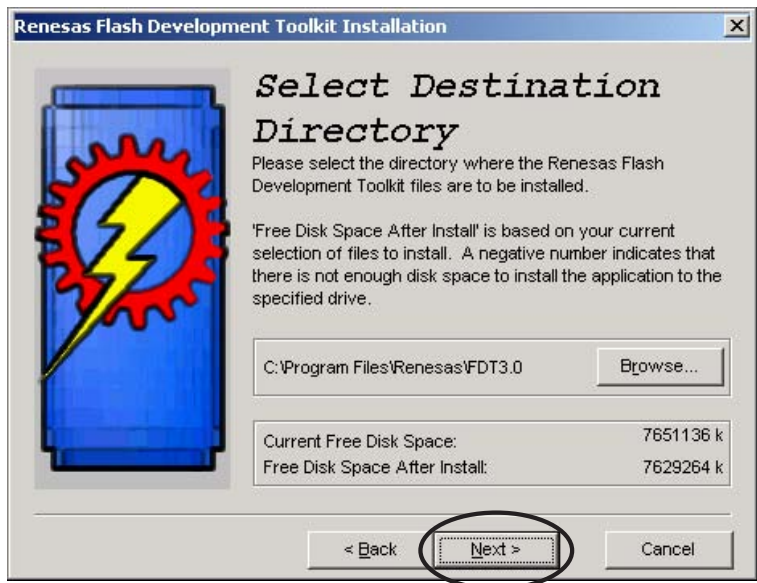 Renesas Flash Development Toolkit Installation
Select Destination
Directory
Please select the directory where the Renesas Flash
Development Toolkit files are to be installed.
'Free Disk Space After Install' is based on your current
selection of files to install. A negative number indicates that
there is not enough disk space to install the application to the
specified drive.
C:\Program Files\Renesas\FDT3.0 Browse...
Current Free Disk Space: 7651136 k
Free Disk Space After Install: 7629264 k
< Back Next > Cancel